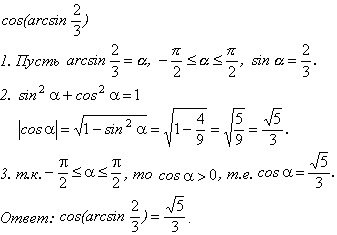 cos(arcsin 2/3)
1. Пусть arcsin 2/3 = α, −π/2 ≤ α ≤ π/2, sin α = 2/3.
2. sin² α + cos² α = 1
|cos α| = √(1 − sin² α) = √(1 − 4/9) = √(5/9) = √5/3.
3. т.к. −π/2 ≤ α ≤ π/2, то cos α > 0, т.е. cos α = √5/3.
Ответ: cos(arcsin 2/3) = √5/3.